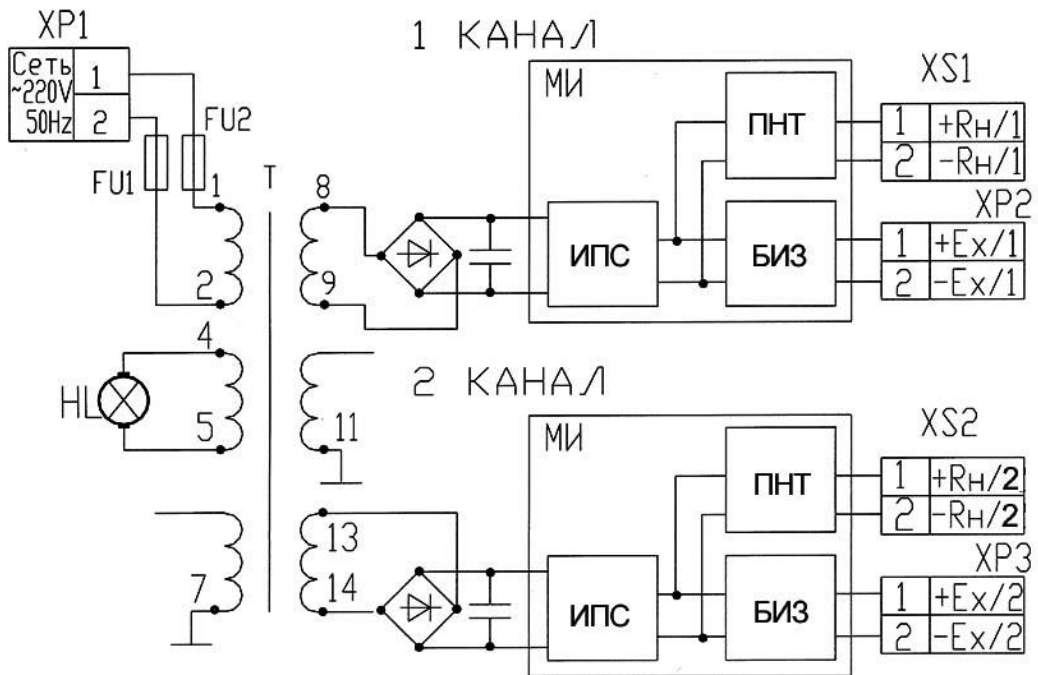 XP1
Сеть
~220V
50Hz
1
2
FU2
FU1
T
1
2
4
5
7
HL
8
9
11
13
14
1 КАНАЛ
МИ
ИПС
ПНТ
БИЗ
XS1
1 +Rн/1
2 -Rн/1
XP2
1 +Ex/1
2 -Ex/1
2 КАНАЛ
МИ
ИПС
ПНТ
БИЗ
XS2
1 +Rн/2
2 -Rн/2
XP3
1 +Ex/2
2 -Ex/2